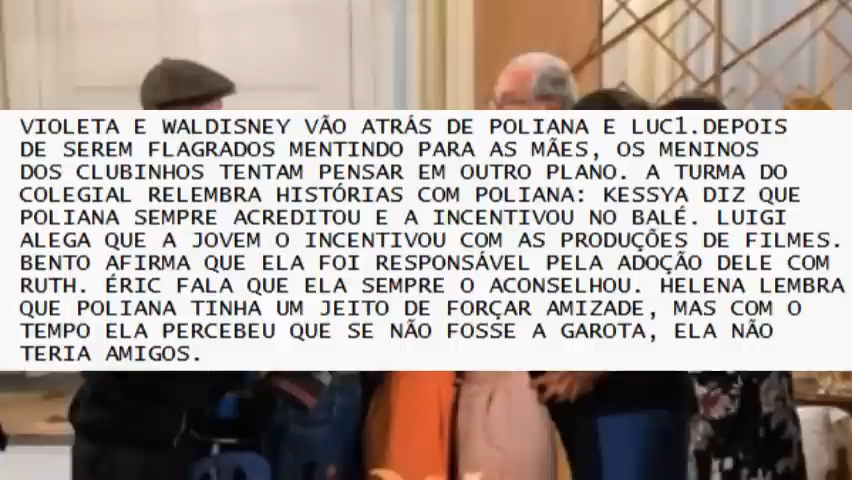 VIOLETA E WALDISNEY VÃO ATRÁS DE POLIANA E LUC1.DEPOIS
DE SEREM FLAGRADOS MENTINDO PARA AS MÃES, OS MENINOS
DOS CLUBINHOS TENTAM PENSAR EM OUTRO PLANO. A TURMA DO
COLEGIAL RELEMBRA HISTÓRIAS COM POLIANA: KESSYA DIZ QUE
POLIANA SEMPRE ACREDITOU E A INCENTIVOU NO BALÉ. LUIGI
ALEGA QUE A JOVEM O INCENTIVOU COM AS PRODUÇÕES DE FILMES.
BENTO AFIRMA QUE ELA FOI RESPONSÁVEL PELA ADOÇÃO DELE COM
RUTH. ÉRIC FALA QUE ELA SEMPRE O ACONSELHOU. HELENA LEMBRA
QUE POLIANA TINHA UM JEITO DE FORÇAR AMIZADE, MAS COM O
TEMPO ELA PERCEBEU QUE SE NÃO FOSSE A GAROTA, ELA NÃO
TERIA AMIGOS.